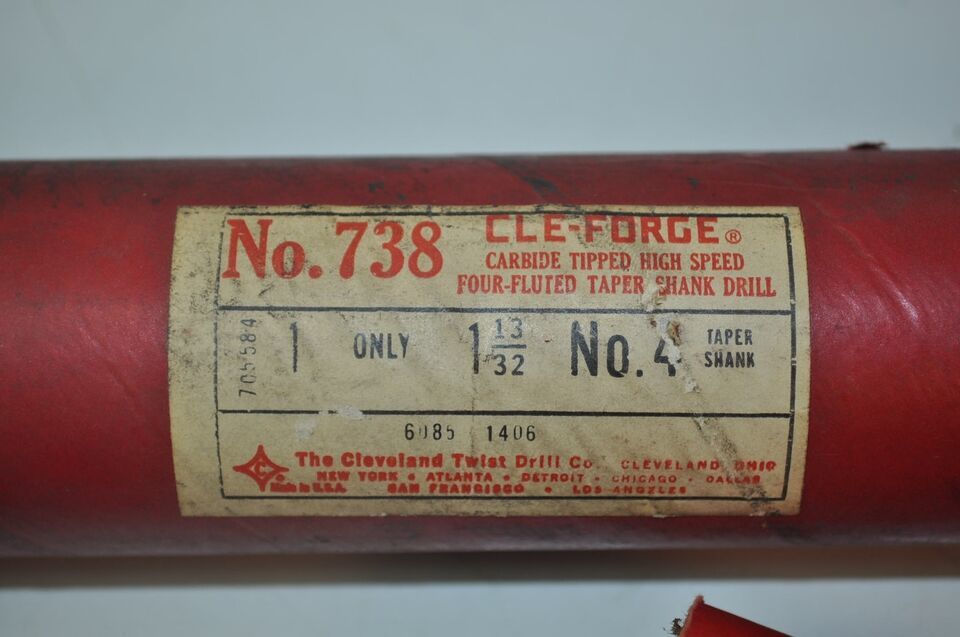 No. 738
CLE-FORGE®
CARBIDE TIPPED HIGH SPEED
FOUR-FLUTED TAPER SHANK DRILL
705584
1 ONLY 1 13/32 No. 4 TAPER SHANK
6085 1406
The Cleveland Twist Drill Co. CLEVELAND OHIO
NEW YORK • ATLANTA • DETROIT • CHICAGO • DALLAS
Made in U.S.A. SAN FRANCISCO • LOS ANGELES